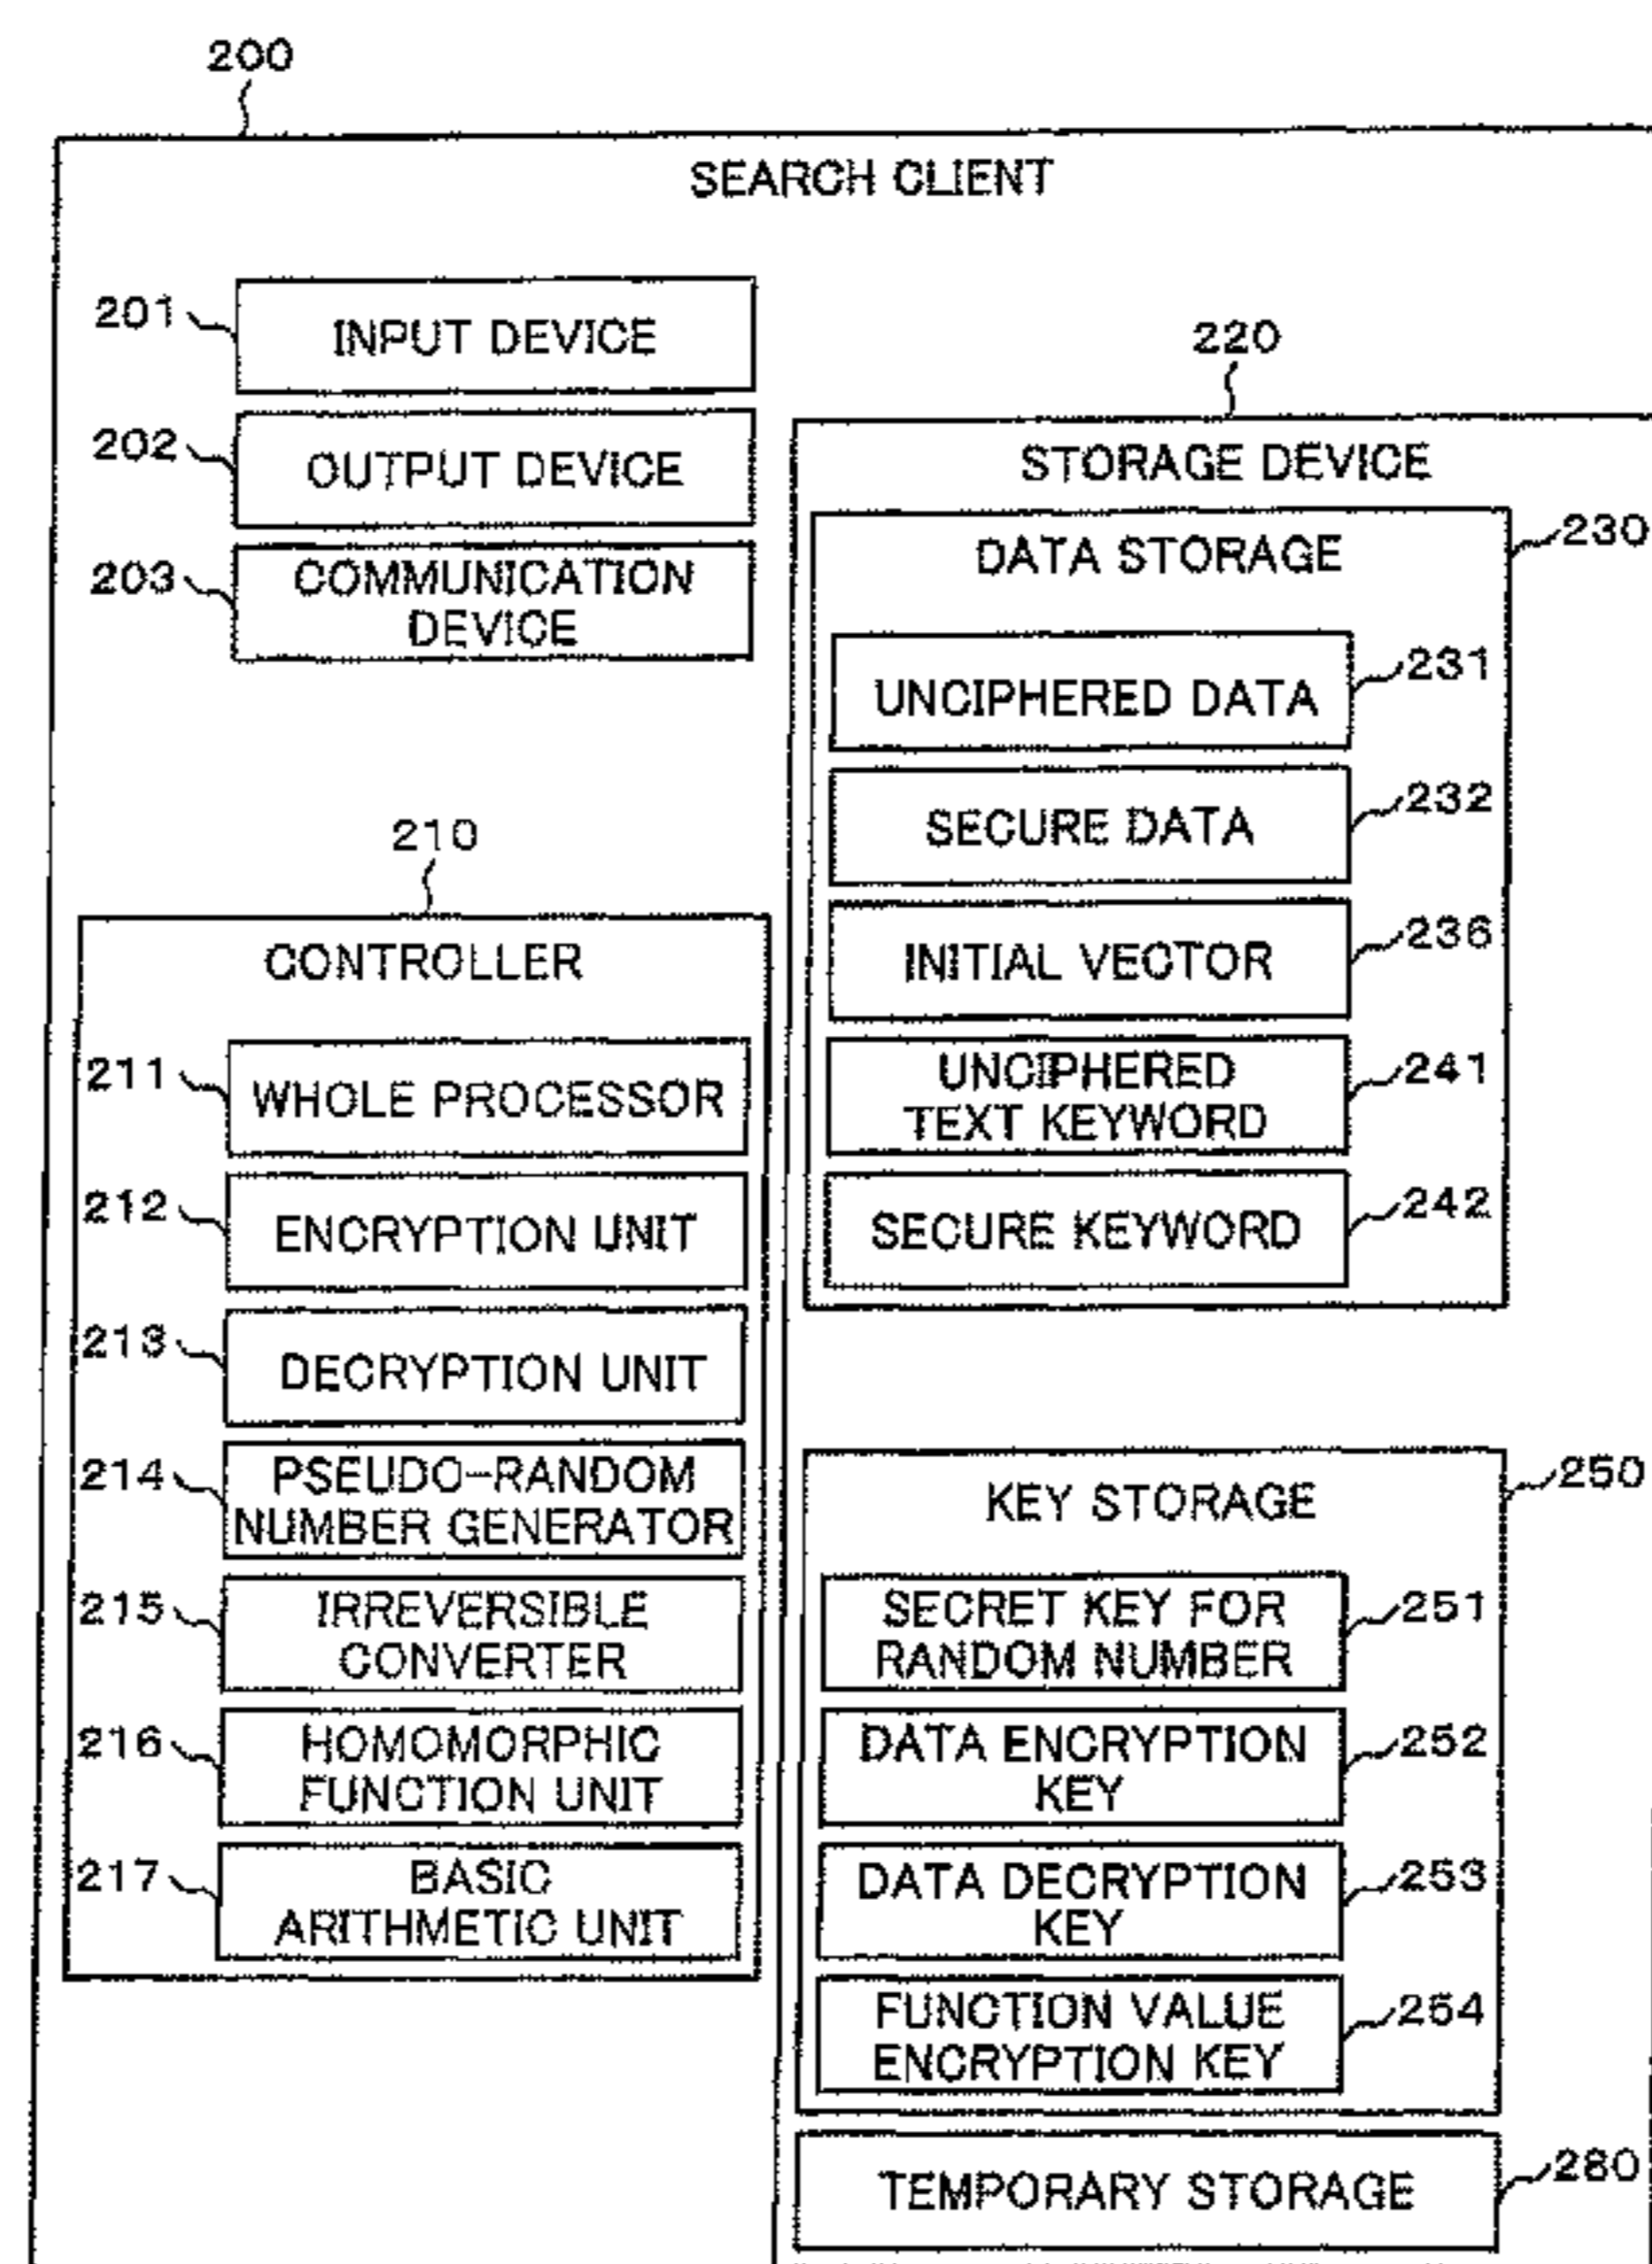 200
SEARCH CLIENT
201
INPUT DEVICE
202
OUTPUT DEVICE
203
COMMUNICATION
DEVICE
210
CONTROLLER
211
WHOLE PROCESSOR
212
ENCRYPTION UNIT
213
DECRYPTION UNIT
214
PSEUDO-RANDOM
NUMBER GENERATOR
215
IRREVERSIBLE
CONVERTER
216
HOMOMORPHIC
FUNCTION UNIT
217
BASIC
ARITHMETIC UNIT
220
STORAGE DEVICE
230
DATA STORAGE
231
UNCIPHERED DATA
232
SECURE DATA
236
INITIAL VECTOR
241
UNCIPHERED
TEXT KEYWORD
242
SECURE KEYWORD
250
KEY STORAGE
251
SECRET KEY FOR
RANDOM NUMBER
252
DATA ENCRYPTION
KEY
253
DATA DECRYPTION
KEY
254
FUNCTION VALUE
ENCRYPTION KEY
280
TEMPORARY STORAGE